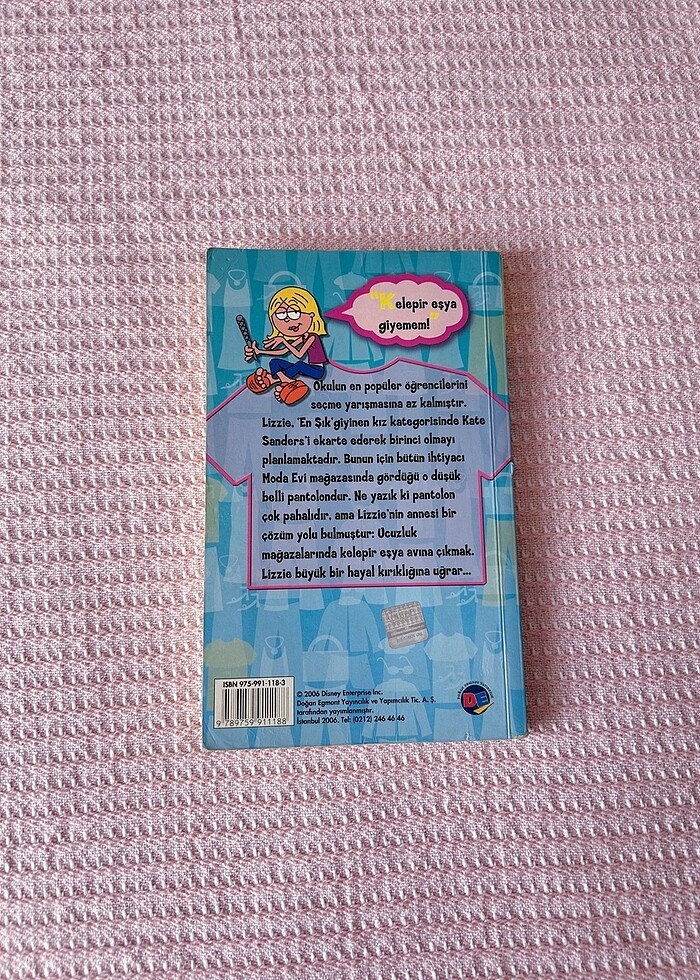 "Kelepir eşya
giyemem!"
Okulun en popüler öğrencilerini
seçme yarışmasına az kalmıştır.
Lizzie, 'En Şık'giyinen kız kategorisinde Kate
Sanders'i ekarte ederek birinci olmayı
planlamaktadır. Bunun için bütün ihtiyacı
Moda Evi mağazasında gördüğü o düşük
belli pantolondur. Ne yazık ki pantolon
çok pahalıdır, ama Lizzie'nin annesi bir
çözüm yolu bulmuştur: Ucuzluk
mağazalarında kelepir eşya avına çıkmak.
Lizzie büyük bir hayal kırıklığına uğrar...
ISBN 975-991-118-3
9 789759 911188
© 2006 Disney Enterprise Inc.
Doğan Egmont Yayıncılık ve Yapımcılık Tic. A. Ş.
tarafından yayımlanmıştır.
İstanbul 2006. Tel: (0212) 246 46 46
DE